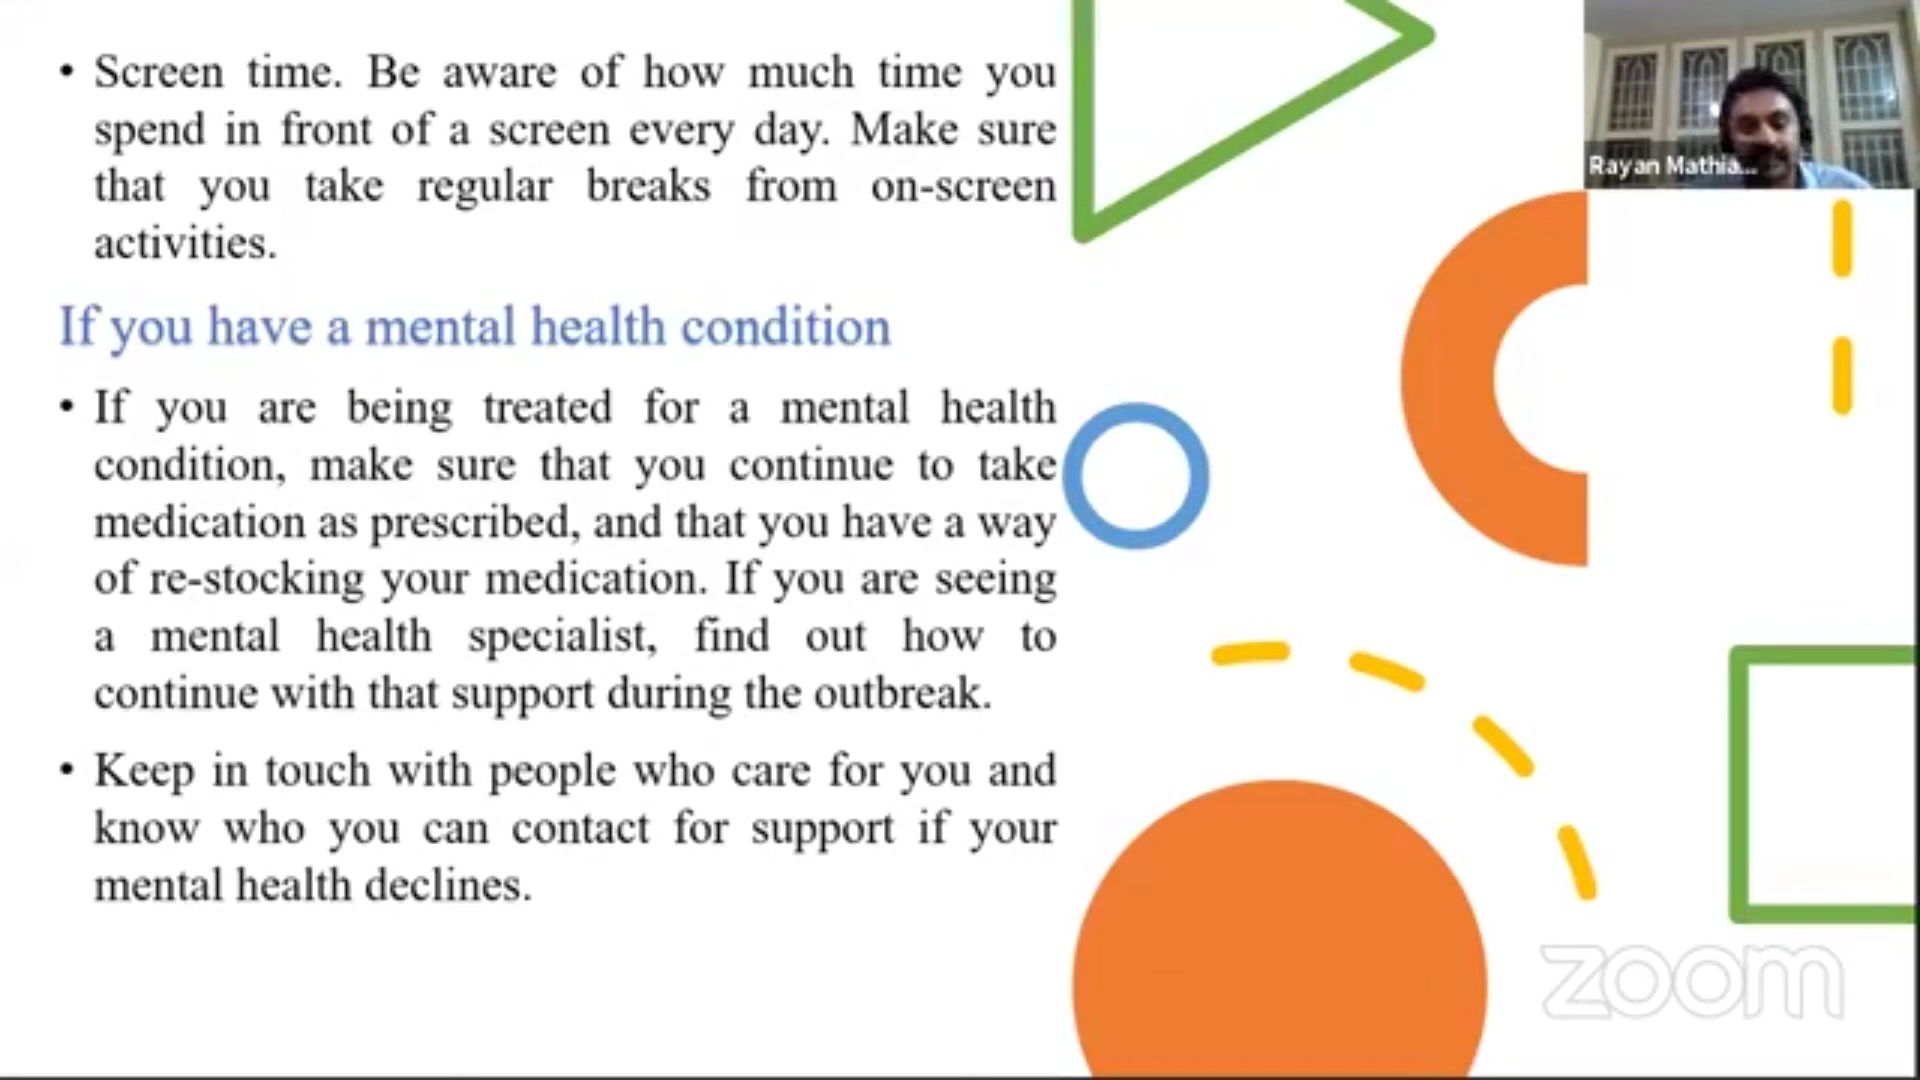 • Screen time. Be aware of how much time you
spend in front of a screen every day. Make sure
that you take regular breaks from on-screen
activities.
If you have a mental health condition
• If you are being treated for a mental health
condition, make sure that you continue to take
medication as prescribed, and that you have a way
of re-stocking your medication. If you are seeing
a mental health specialist, find out how to
continue with that support during the outbreak.
• Keep in touch with people who care for you and
know who you can contact for support if your
mental health declines.
Rayan Mathia...
zoom